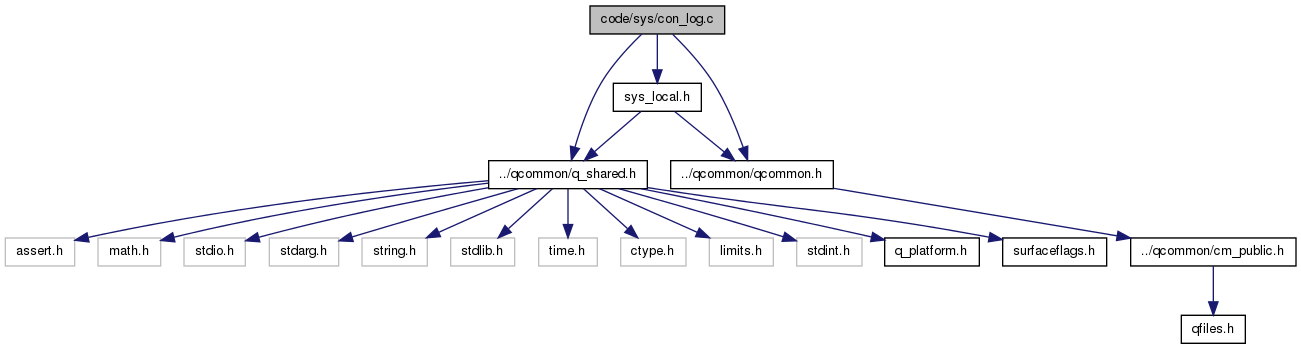 code/sys/con_log.c
sys_local.h
../qcommon/q_shared.h
../qcommon/qcommon.h
assert.h
math.h
stdio.h
stdarg.h
string.h
stdlib.h
time.h
ctype.h
limits.h
stdint.h
q_platform.h
surfaceflags.h
../qcommon/cm_public.h
qfiles.h